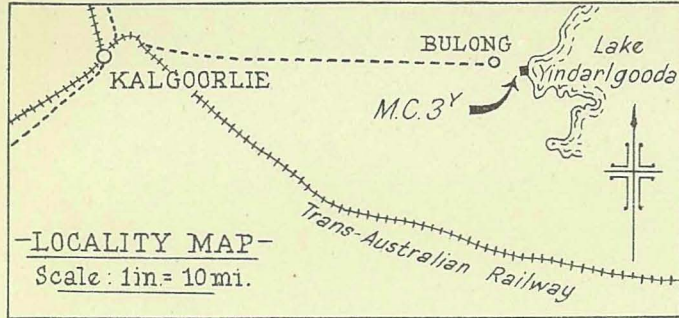 BULONG
Lake
Yindarlgooda
KALGOORLIE
M.C. 3Y
Trans-Australian Railway
-LOCALITY MAP-
Scale: 1in.= 10mi.